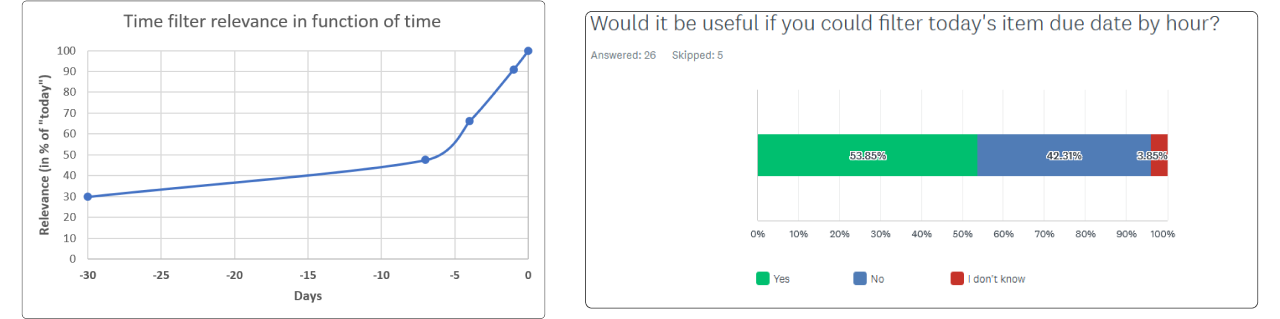 Time filter relevance in function of time
Relevance (in % of "today")
100
90
80
70
60
50
40
30
20
10
0
-30 -25 -20 -15 -10 -5 0
Days
Would it be useful if you could filter today's item due date by hour?
Answered: 26 Skipped: 5
53.85% 42.31% 3.85%
0% 10% 20% 30% 40% 50% 60% 70% 80% 90% 100%
Yes No I don't know